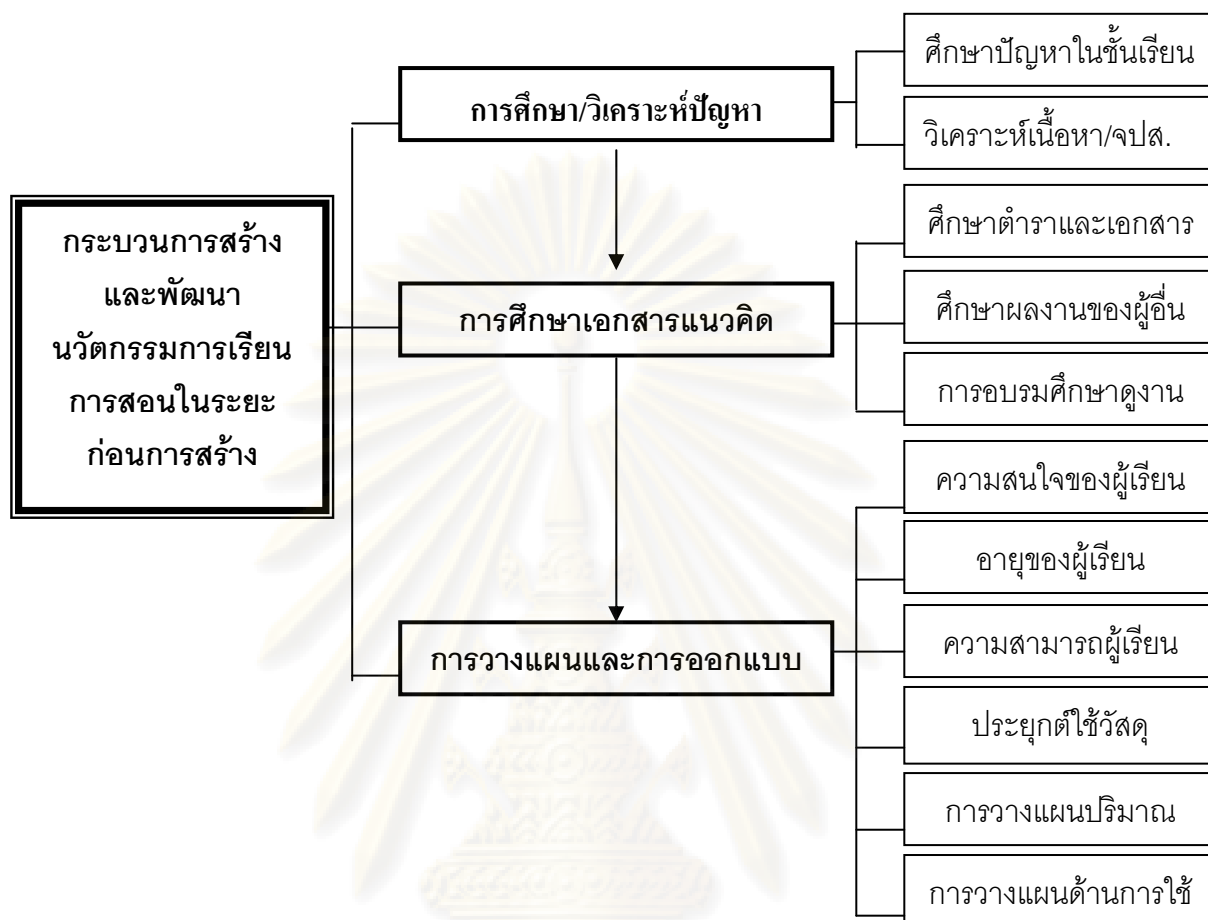 กระบวนการสร้าง
และพัฒนา
นวัตกรรมการเรียน
การสอนในระยะ
ก่อนการสร้าง
การศึกษา/วิเคราะห์ปัญหา
ศึกษาปัญหาในชั้นเรียน
วิเคราะห์เนื้อหา/จปส.
การศึกษาเอกสารแนวคิด
ศึกษาตำราและเอกสาร
ศึกษาผลงานของผู้อื่น
การอบรมศึกษาดูงาน
การวางแผนและการออกแบบ
ความสนใจของผู้เรียน
อายุของผู้เรียน
ความสามารถผู้เรียน
ประยุกต์ใช้วัสดุ
การวางแผนปริมาณ
การวางแผนด้านการใช้